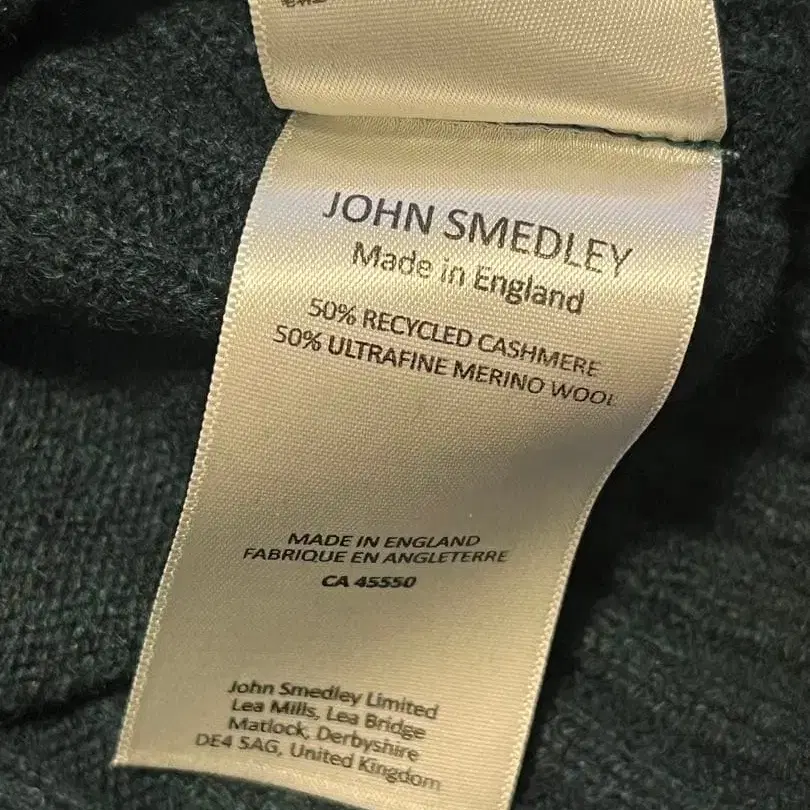 JOHN SMEDLEY
Made in England
50% RECYCLED CASHMERE
50% ULTRAFINE MERINO WOOL
MADE IN ENGLAND
FABRIQUE EN ANGLETERRE
CA 45550
John Smedley Limited
Lea Mills, Lea Bridge
Matlock, Derbyshire
DE4 5AG, United Kingdom